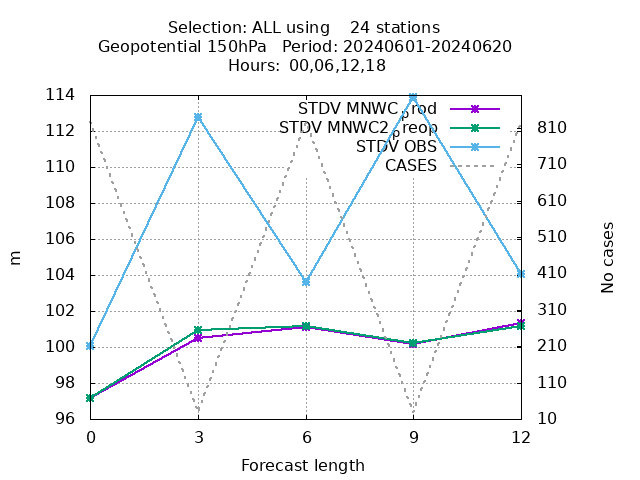 Selection: ALL using 24 stations
Geopotential 150hPa Period: 20240601-20240620
Hours: 00,06,12,18
STDV MNWC_prod
STDV MNWC2_preop
STDV OBS
CASES
114
112
110
108
106
104
102
100
98
96
m
810
710
610
510
410
310
210
110
10
No cases
0 3 6 9 12
Forecast length